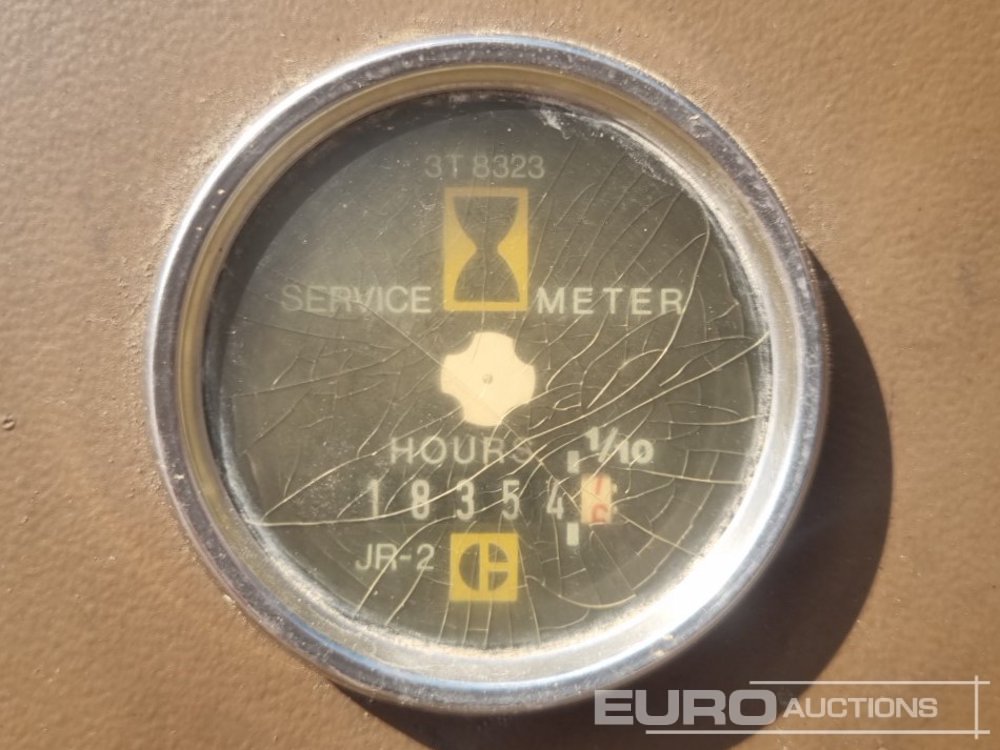 3T 8323
SERVICE METER
HOURS 1/10
18354
JR-2
EURO AUCTIONS